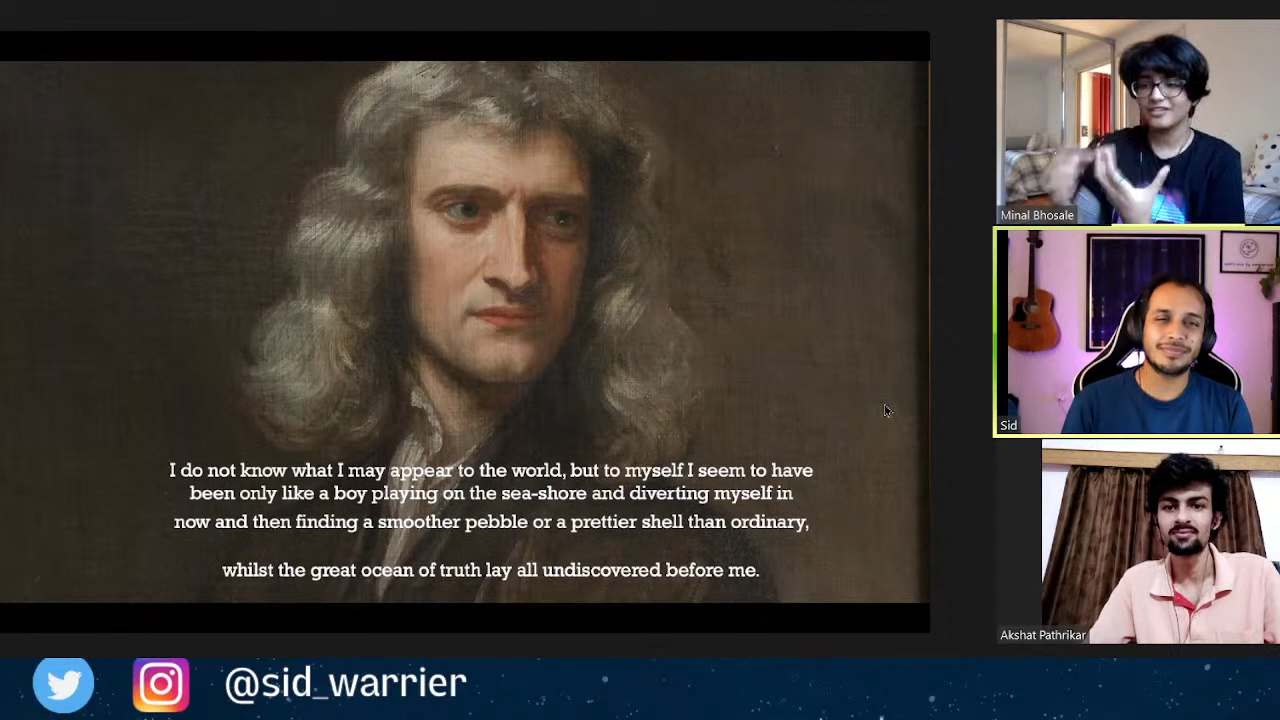 I do not know what I may appear to the world, but to myself I seem to have
been only like a boy playing on the sea-shore and diverting myself in
now and then finding a smoother pebble or a prettier shell than ordinary,
whilst the great ocean of truth lay all undiscovered before me.
Minal Bhosale
Sid
Akshat Pathrikar
@sid_warrier